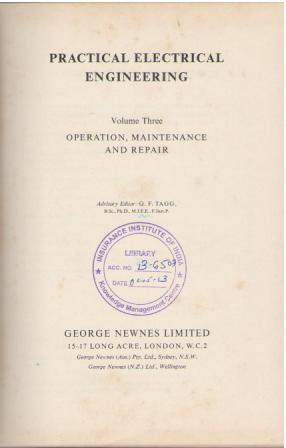 PRACTICAL ELECTRICAL
ENGINEERING
Volume Three
OPERATION, MAINTENANCE
AND REPAIR
Advisory Editor: G. F. TAGG,
B.Sc., Ph.D., M.I.E.E., F.Inst.P.
INSURANCE INSTITUTE OF INDIA
LIBRARY
ACC. NO.
DATE
Knowledge Management Centre
GEORGE NEWNES LIMITED
15-17 LONG ACRE, LONDON, W.C.2
George Newnes (Aus.) Pty. Ltd., Sydney, N.S.W.
George Newnes (N.Z.) Ltd., Wellington